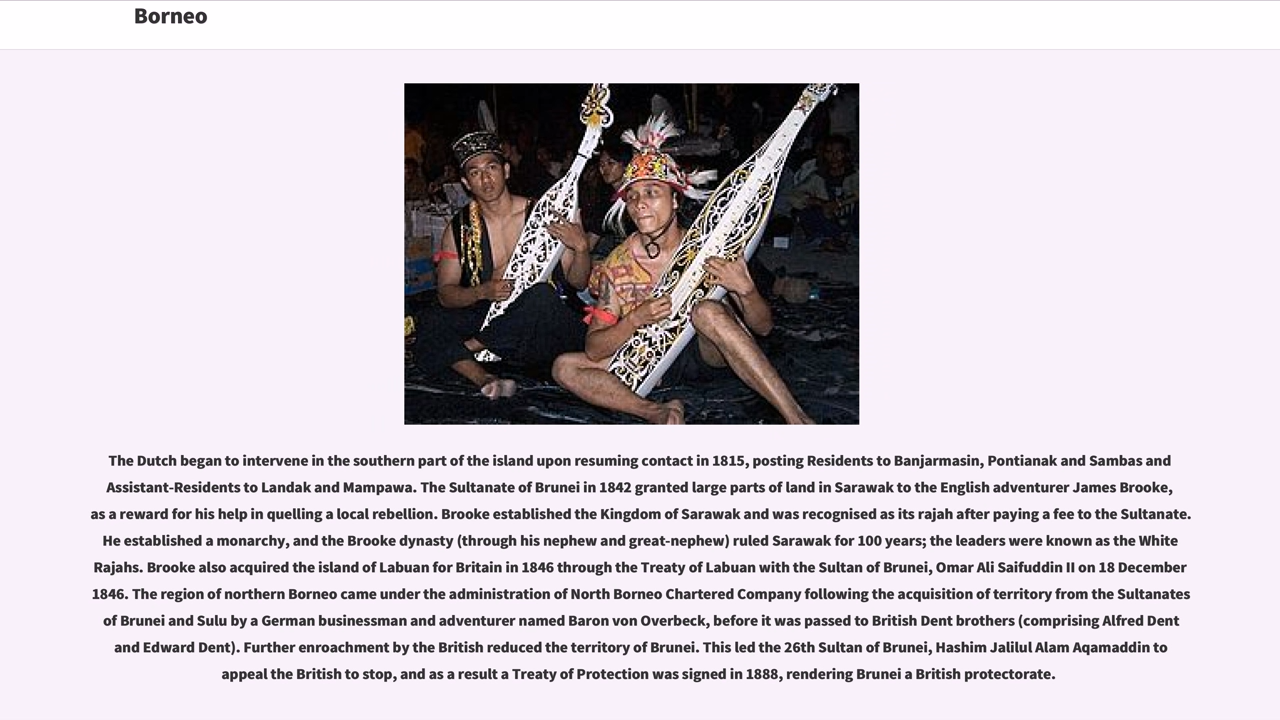 Borneo
The Dutch began to intervene in the southern part of the island upon resuming contact in 1815, posting Residents to Banjarmasin, Pontianak and Sambas and
Assistant-Residents to Landak and Mampawa. The Sultanate of Brunei in 1842 granted large parts of land in Sarawak to the English adventurer James Brooke,
as a reward for his help in quelling a local rebellion. Brooke established the Kingdom of Sarawak and was recognised as its rajah after paying a fee to the Sultanate.
He established a monarchy, and the Brooke dynasty (through his nephew and great-nephew) ruled Sarawak for 100 years; the leaders were known as the White
Rajahs. Brooke also acquired the island of Labuan for Britain in 1846 through the Treaty of Labuan with the Sultan of Brunei, Omar Ali Saifuddin II on 18 December
1846. The region of northern Borneo came under the administration of North Borneo Chartered Company following the acquisition of territory from the Sultanates
of Brunei and Sulu by a German businessman and adventurer named Baron von Overbeck, before it was passed to British Dent brothers (comprising Alfred Dent
and Edward Dent). Further enroachment by the British reduced the territory of Brunei. This led the 26th Sultan of Brunei, Hashim Jalilul Alam Aqamaddin to
appeal the British to stop, and as a result a Treaty of Protection was signed in 1888, rendering Brunei a British protectorate.